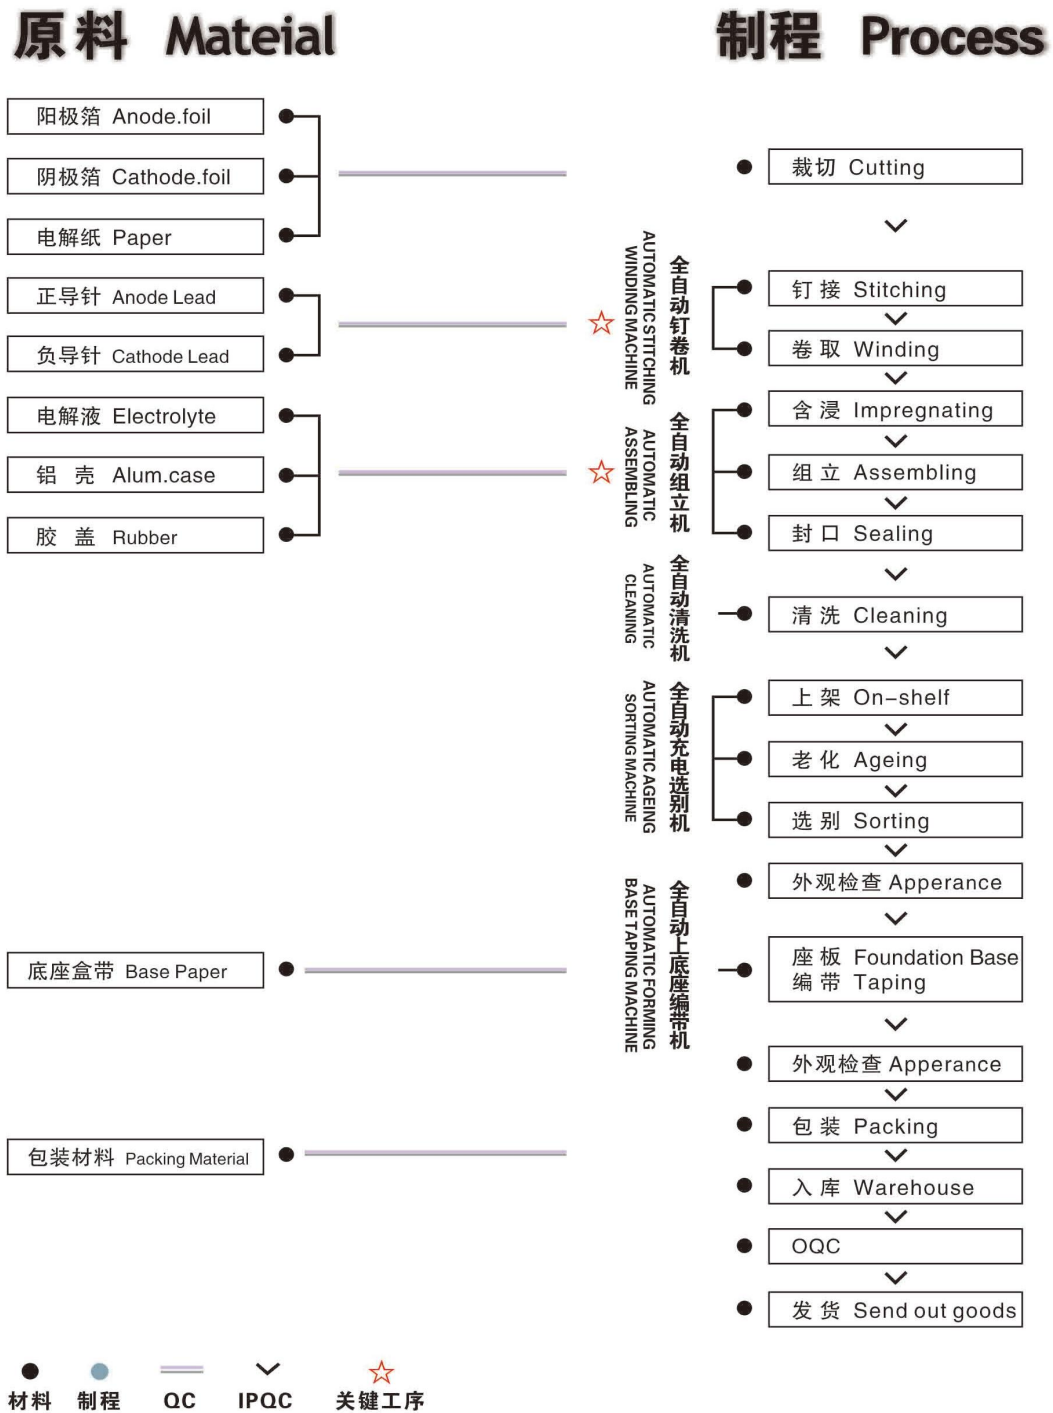 原料 Mateial
制程 Process
阳极箔 Anode.foil
阴极箔 Cathode.foil
电解纸 Paper
正导针 Anode Lead
负导针 Cathode Lead
电解液 Electrolyte
铝 壳 Alum.case
胶 盖 Rubber
底座盒带 Base Paper
包装材料 Packing Material
全自动钉卷机
AUTOMATIC STITCHING
WINDING MACHINE
全自动组立机
AUTOMATIC
ASSEMBLING
全自动清洗机
AUTOMATIC
CLEANING
全自动充电选别机
AUTOMATIC AGEING
SORTING MACHINE
全自动上底座编带机
AUTOMATIC FORMING
BASE TAPING MACHINE
裁切 Cutting
钉接 Stitching
卷取 Winding
含浸 Impregnating
组立 Assembling
封口 Sealing
清洗 Cleaning
上架 On-shelf
老化 Ageing
选别 Sorting
外观检查 Apperance
座板 Foundation Base
编带 Taping
外观检查 Apperance
包装 Packing
入库 Warehouse
OQC
发货 Send out goods
材料 制程 QC IPQC 关键工序